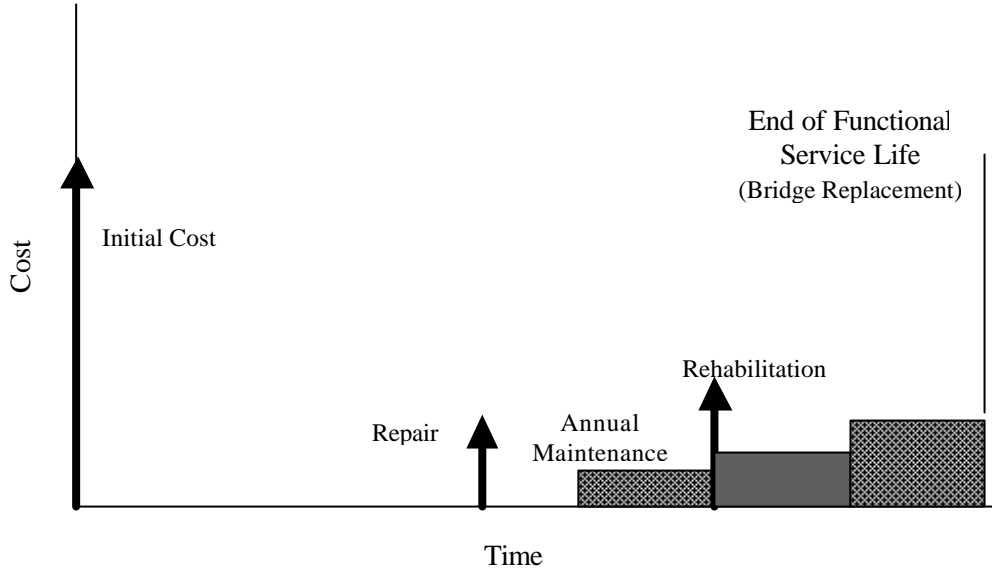 End of Functional
Service Life
(Bridge Replacement)
Initial Cost
Cost
Rehabilitation
Repair
Annual
Maintenance
Time